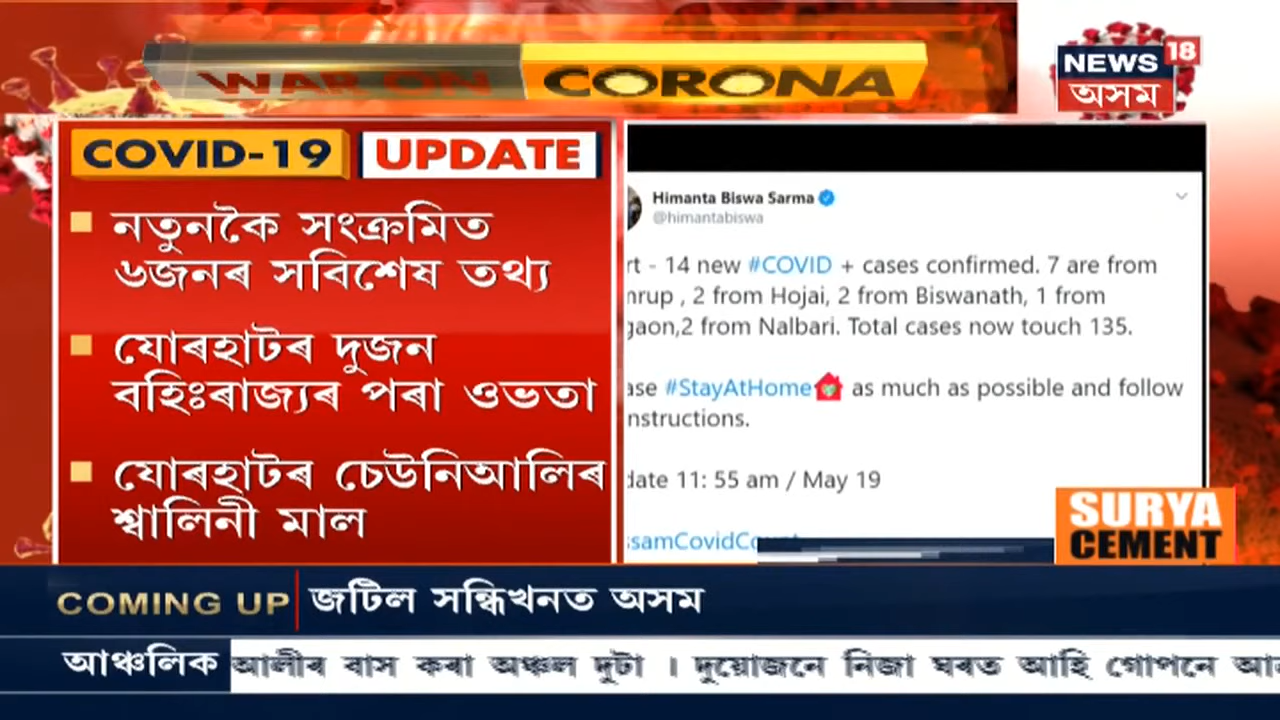 WAR ON CORONA
NEWS 18
অসম
COVID-19 UPDATE
নতুনকৈ সংক্ৰমিত
৬জনৰ সবিশেষ তথ্য
যোৰহাটৰ দুজন
বহিঃৰাজ্যৰ পৰা ওভতা
যোৰহাটৰ চেউনিআলিৰ
শ্বালিনী মাল
Himanta Biswa Sarma
@himantabiswa
rt - 14 new #COVID + cases confirmed. 7 are from
nrup , 2 from Hojai, 2 from Biswanath, 1 from
gaon,2 from Nalbari. Total cases now touch 135.
ase #StayAtHome as much as possible and follow
nstructions.
date 11: 55 am / May 19
ssamCovidCount
SURYA
CEMENT
COMING UP জটিল সন্ধিখনত অসম
আঞ্চলিক আলীৰ বাস কৰা অঞ্চল দুটা । দুয়োজনে নিজা ঘৰত আহি গোপনে